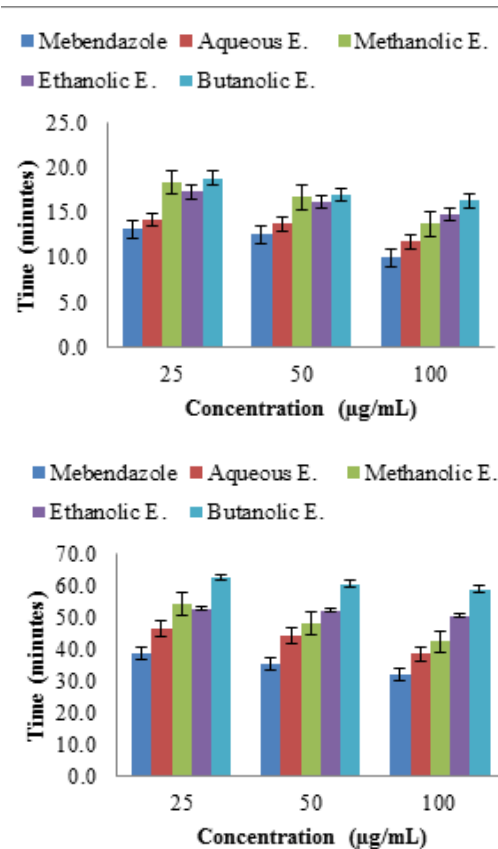 Mebendazole Aqueous E. Methanolic E.
Ethanolic E. Butanolic E.
25.0
20.0
15.0
10.0
5.0
0.0
Time (minutes)
25 50 100
Concentration (µg/mL)
Mebendazole Aqueous E. Methanolic E.
Ethanolic E. Butanolic E.
70.0
60.0
50.0
40.0
30.0
20.0
10.0
0.0
Time (minutes)
25 50 100
Concentration (µg/mL)